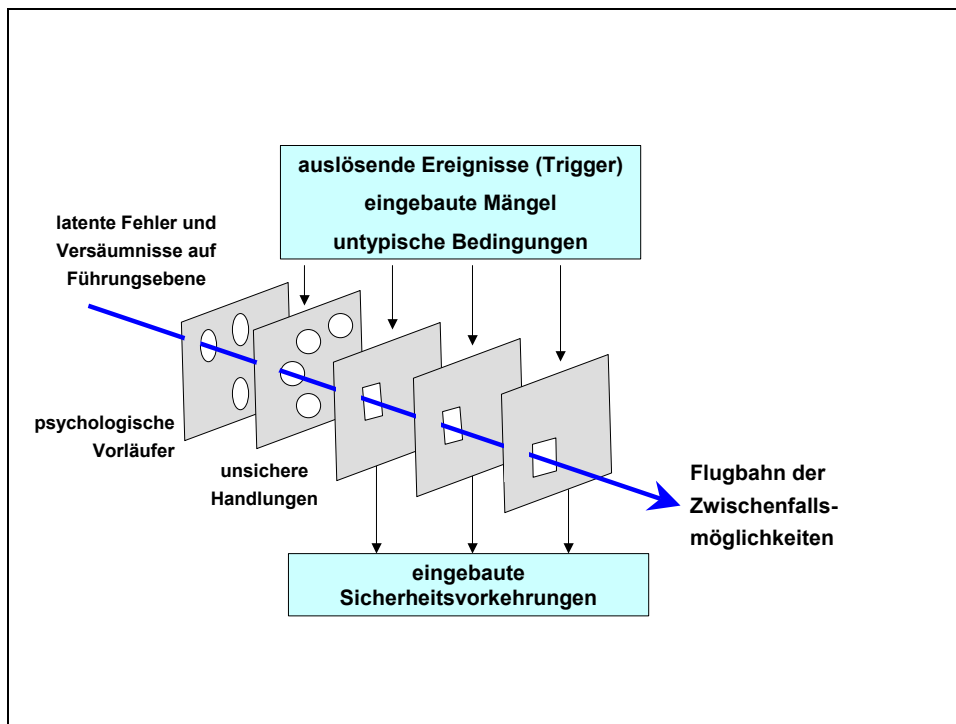 auslösende Ereignisse (Trigger)
eingebaute Mängel
untypische Bedingungen
latente Fehler und
Versäumnisse auf
Führungsebene
psychologische
Vorläufer
unsichere
Handlungen
Flugbahn der
Zwischenfalls-
möglichkeiten
eingebaute
Sicherheitsvorkehrungen